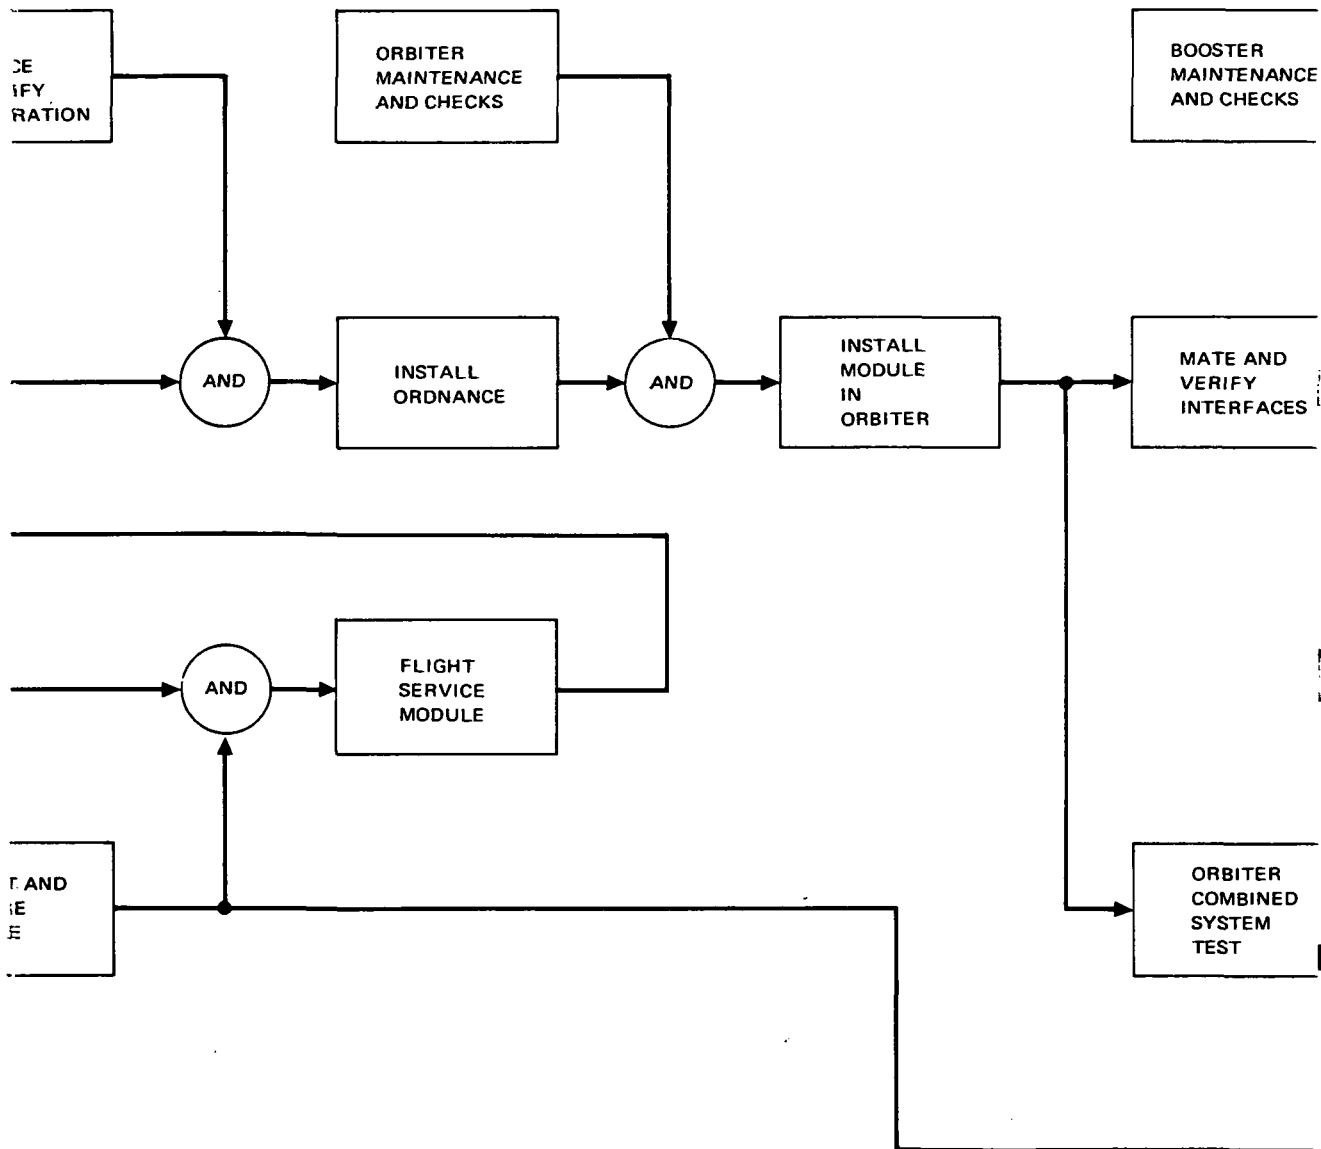 ORBITER
MAINTENANCE
AND CHECKS
BOOSTER
MAINTENANCE
AND CHECKS
AND
INSTALL
ORDNANCE
AND
INSTALL
MODULE
IN
ORBITER
MATE AND
VERIFY
INTERFACES
AND
FLIGHT
SERVICE
MODULE
AND
ORBITER
COMBINED
SYSTEM
TEST